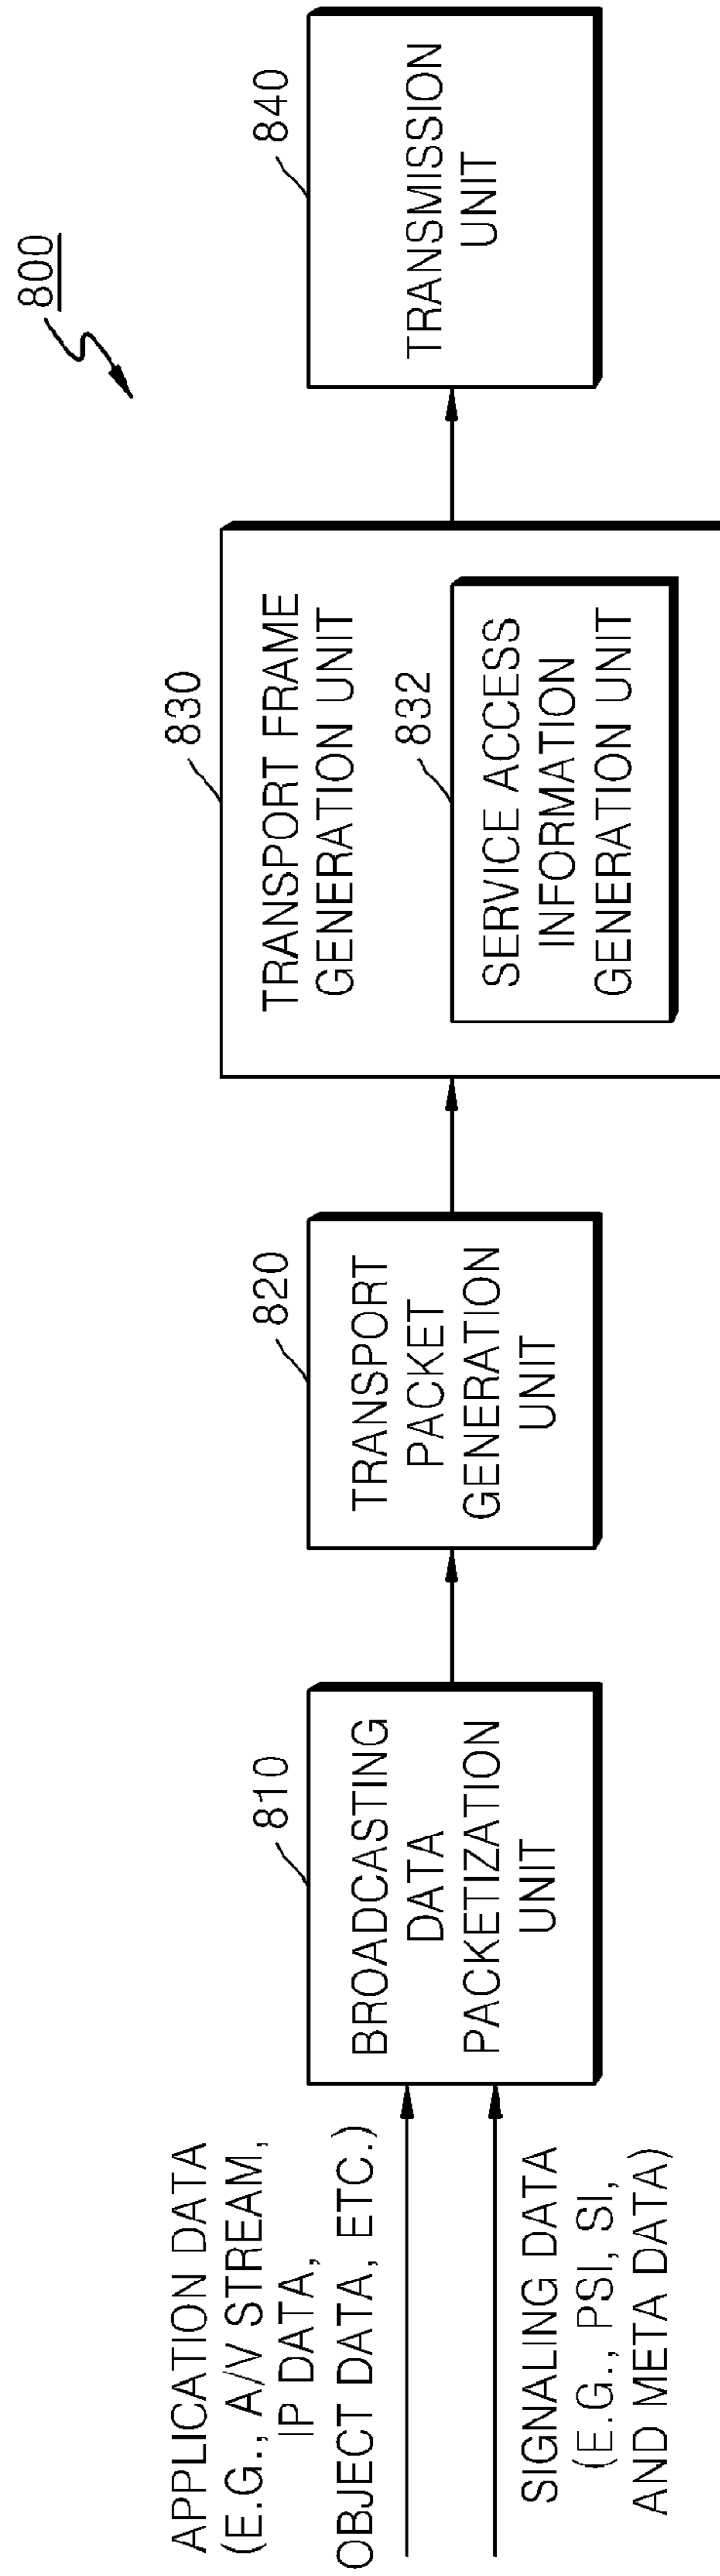 800
APPLICATION DATA
(E.G., A/V STREAM,
IP DATA,
OBJECT DATA, ETC.)
SIGNALING DATA
(E.G., PSI, SI,
AND META DATA)
810
BROADCASTING
DATA
PACKETIZATION
UNIT
820
TRANSPORT
PACKET
GENERATION
UNIT
830
TRANSPORT FRAME
GENERATION UNIT
832
SERVICE ACCESS
INFORMATION
GENERATION UNIT
840
TRANSMISSION
UNIT